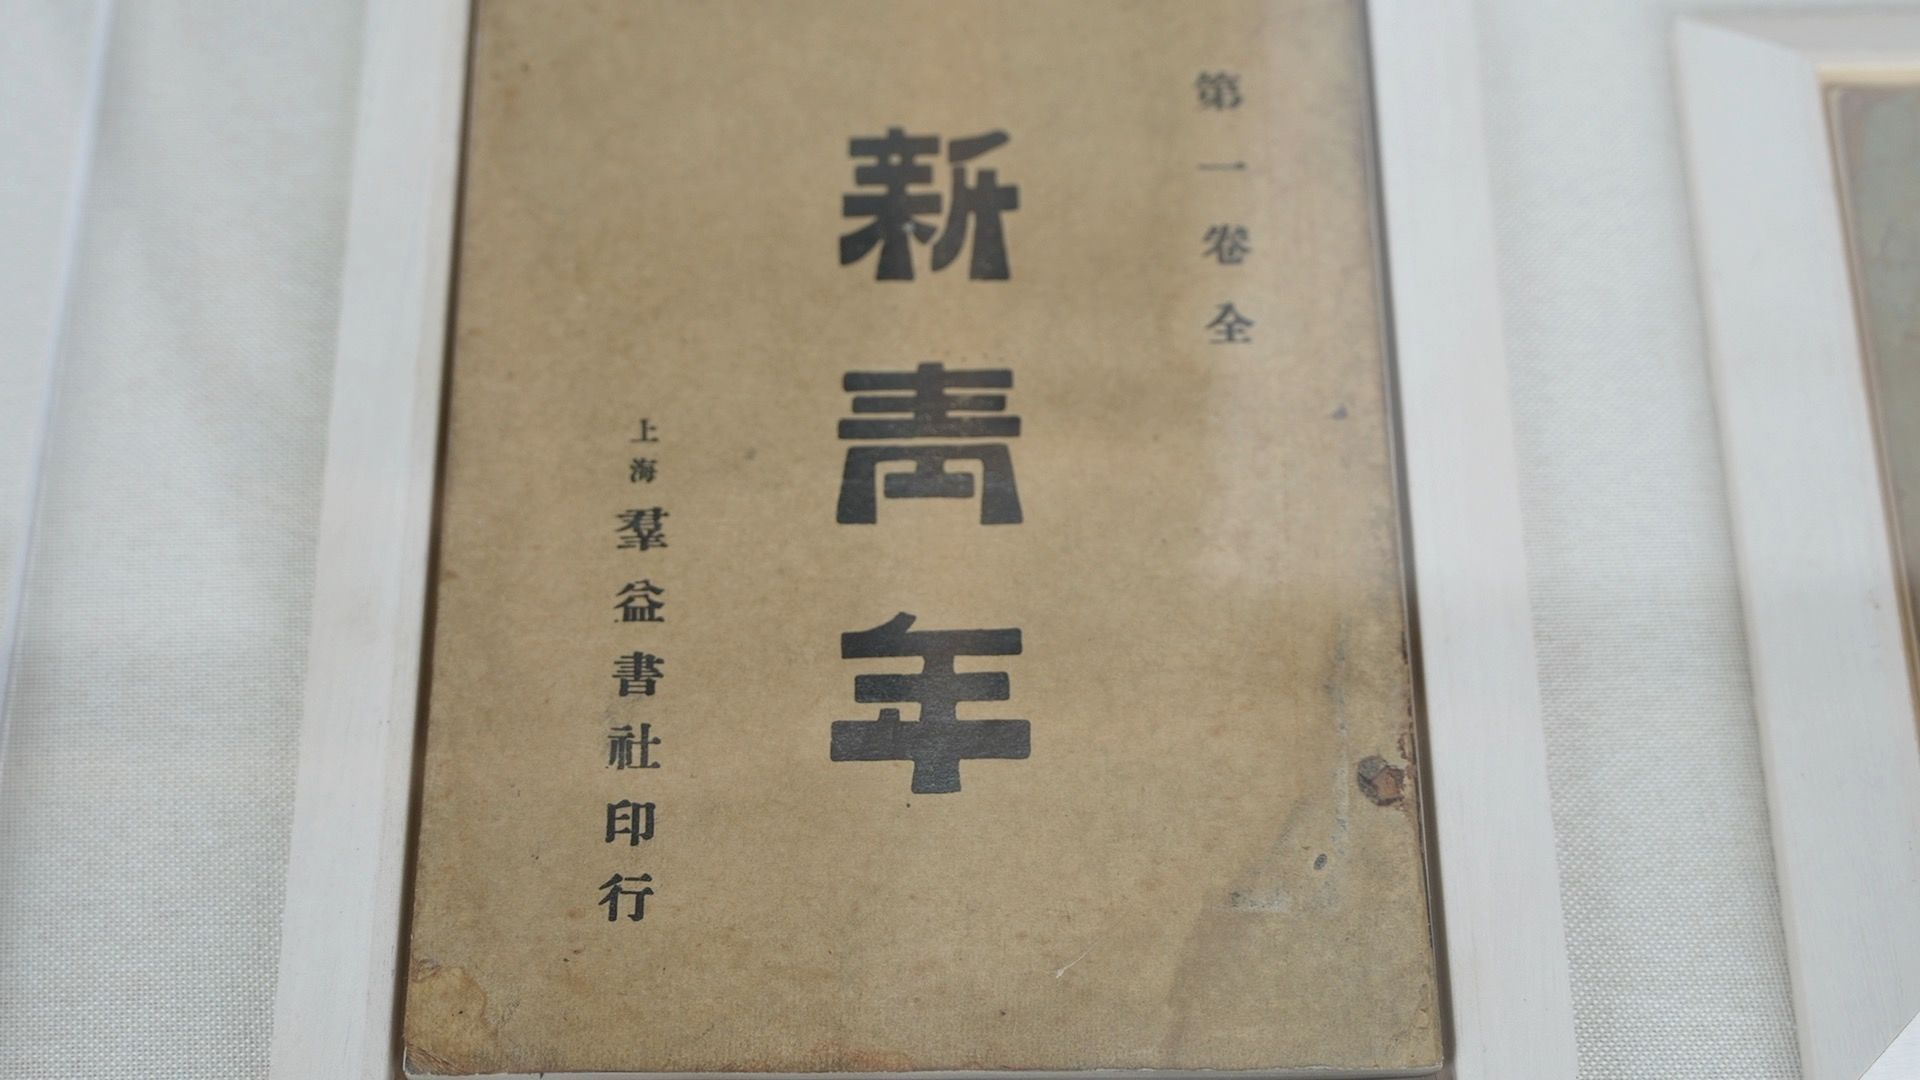 第一卷全
新青年
上海羣益書社印行